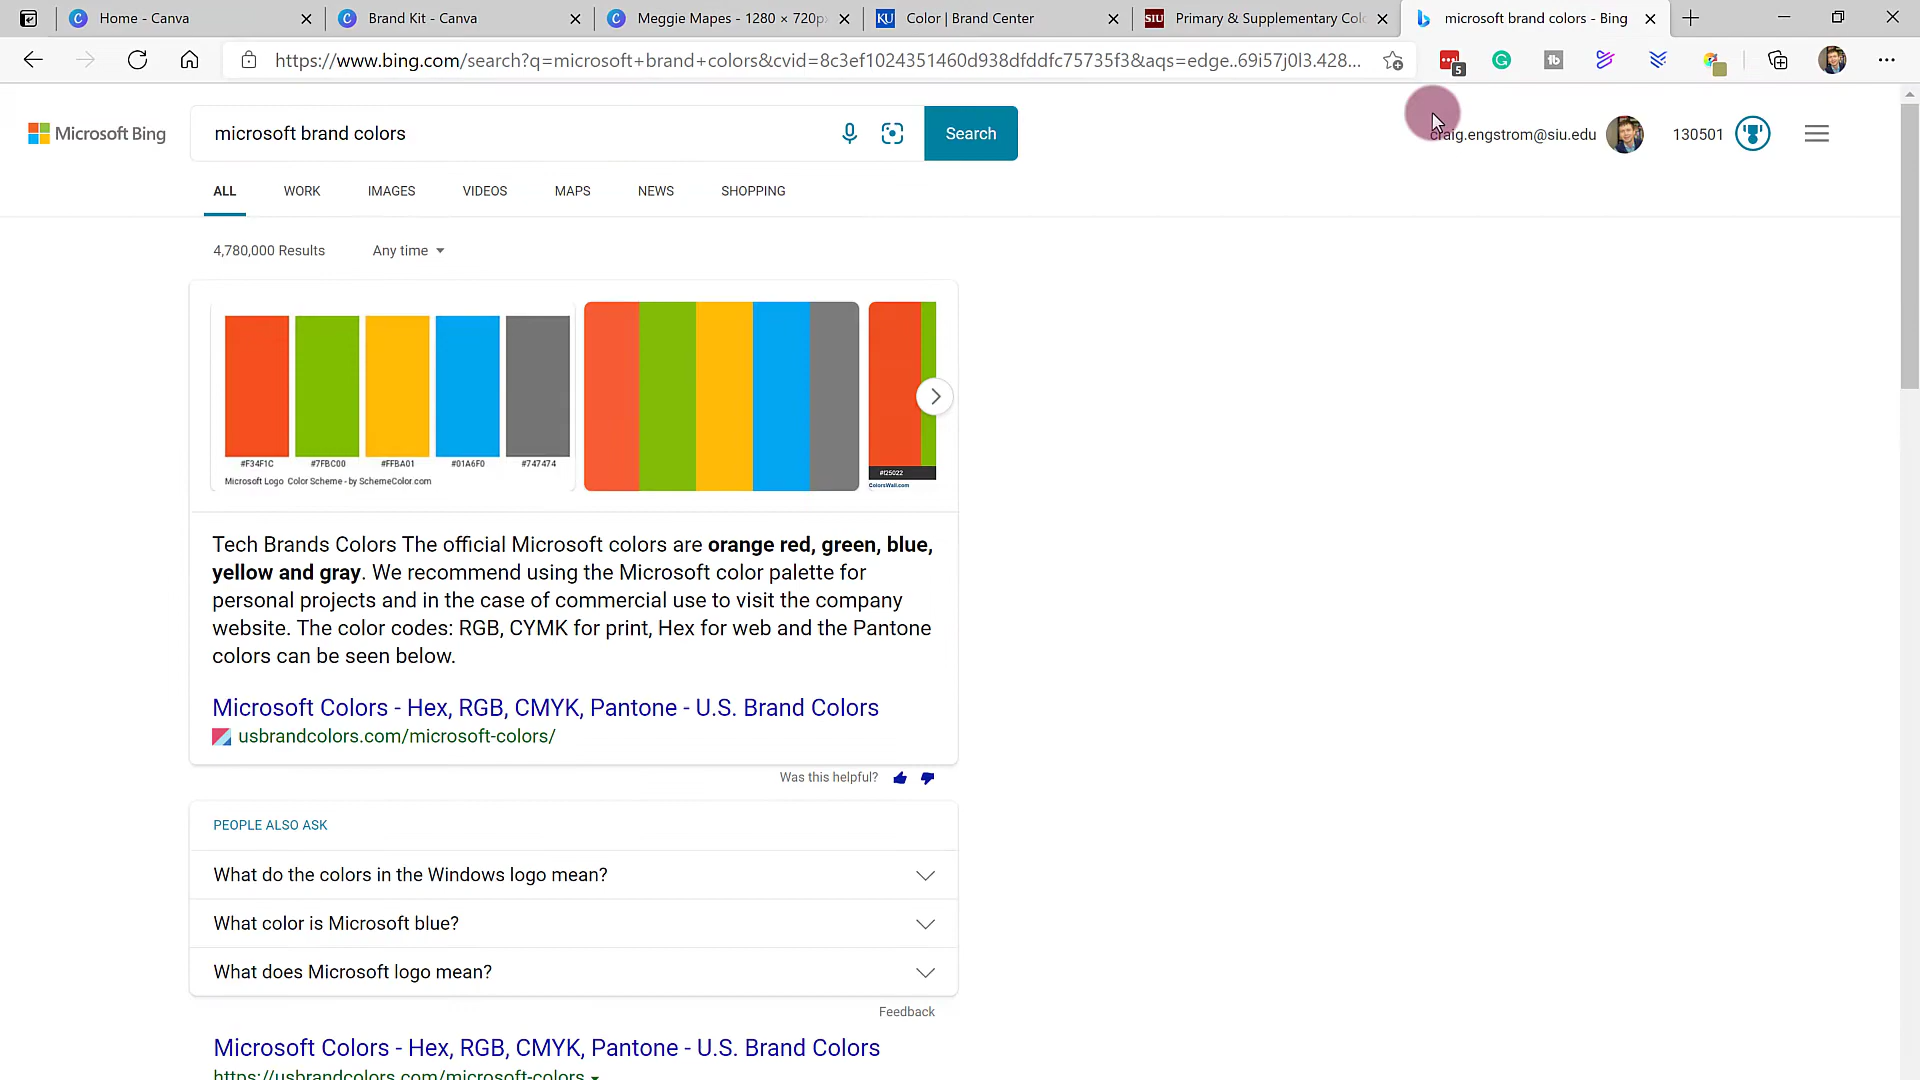 Home - Canva
Brand Kit - Canva
Meggie Mapes - 1280 × 720p
KU Color | Brand Center
SIU Primary & Supplementary Col
microsoft brand colors - Bing
https://www.bing.com/search?q=microsoft+brand+colors&cvid=8c3ef1024351460d938dfddfc75735f3&aqs=edge..69i57j0l3.428...
5
Microsoft Bing
microsoft brand colors
Search
craig.engstrom@siu.edu
130501
ALL
WORK
IMAGES
VIDEOS
MAPS
NEWS
SHOPPING
4,780,000 Results
Any time
#F34F1C
#7FBC00
#FFBA01
#01A6F0
#747474
Microsoft Logo Color Scheme - by SchemeColor.com
#f25022
ColorsWall.com
Tech Brands Colors The official Microsoft colors are orange red, green, blue,
yellow and gray. We recommend using the Microsoft color palette for
personal projects and in the case of commercial use to visit the company
website. The color codes: RGB, CYMK for print, Hex for web and the Pantone
colors can be seen below.
Microsoft Colors - Hex, RGB, CMYK, Pantone - U.S. Brand Colors
usbrandcolors.com/microsoft-colors/
Was this helpful?
PEOPLE ALSO ASK
What do the colors in the Windows logo mean?
What color is Microsoft blue?
What does Microsoft logo mean?
Feedback
Microsoft Colors - Hex, RGB, CMYK, Pantone - U.S. Brand Colors
https://usbrandcolors.com/microsoft-colors